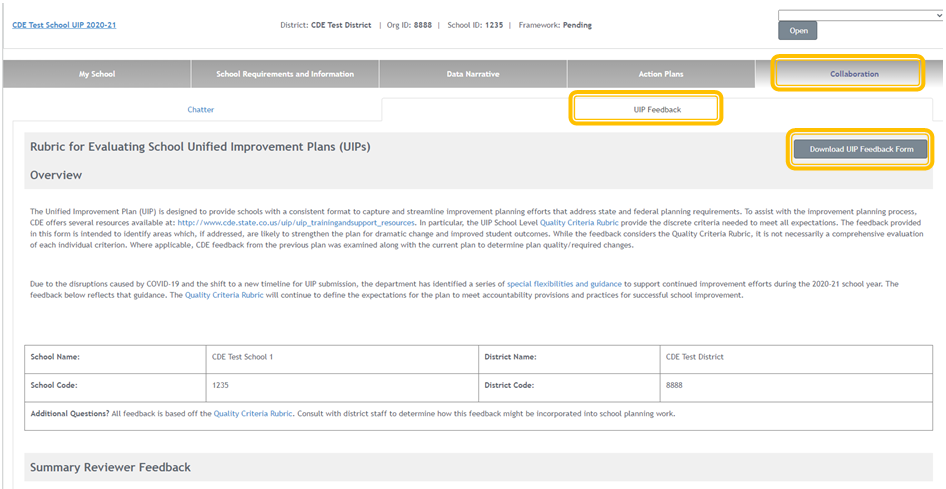 CDE Test School UIP 2020-21
District: CDE Test District | Org ID: 8888 | School ID: 1235 | Framework: Pending
Open
My School
School Requirements and Information
Data Narrative
Action Plans
Collaboration
Chatter
UIP Feedback
Rubric for Evaluating School Unified Improvement Plans (UIPs)
Download UIP Feedback Form
Overview
The Unified Improvement Plan (UIP) is designed to provide schools with a consistent format to capture and streamline improvement planning efforts that address state and federal planning requirements. To assist with the improvement planning process,
CDE offers several resources available at: http://www.cde.state.co.us/uip/uip_trainingandsupport_resources. In particular, the UIP School Level Quality Criteria Rubric provide the discrete criteria needed to meet all expectations. The feedback provided
in this form is intended to identify areas which, if addressed, are likely to strengthen the plan for dramatic change and improved student outcomes. While the feedback considers the Quality Criteria Rubric, it is not necessarily a comprehensive evaluation
of each individual criterion. Where applicable, CDE feedback from the previous plan was examined along with the current plan to determine plan quality/required changes.
Due to the disruptions caused by COVID-19 and the shift to a new timeline for UIP submission, the department has identified a series of special flexibilities and guidance to support continued improvement efforts during the 2020-21 school year. The
feedback below reflects that guidance. The Quality Criteria Rubric will continue to define the expectations for the plan to meet accountability provisions and practices for successful school improvement.
School Name:
CDE Test School 1
District Name:
CDE Test District
School Code:
1235
District Code:
8888
Additional Questions? All feedback is based off the Quality Criteria Rubric. Consult with district staff to determine how this feedback might be incorporated into school planning work.
Summary Reviewer Feedback